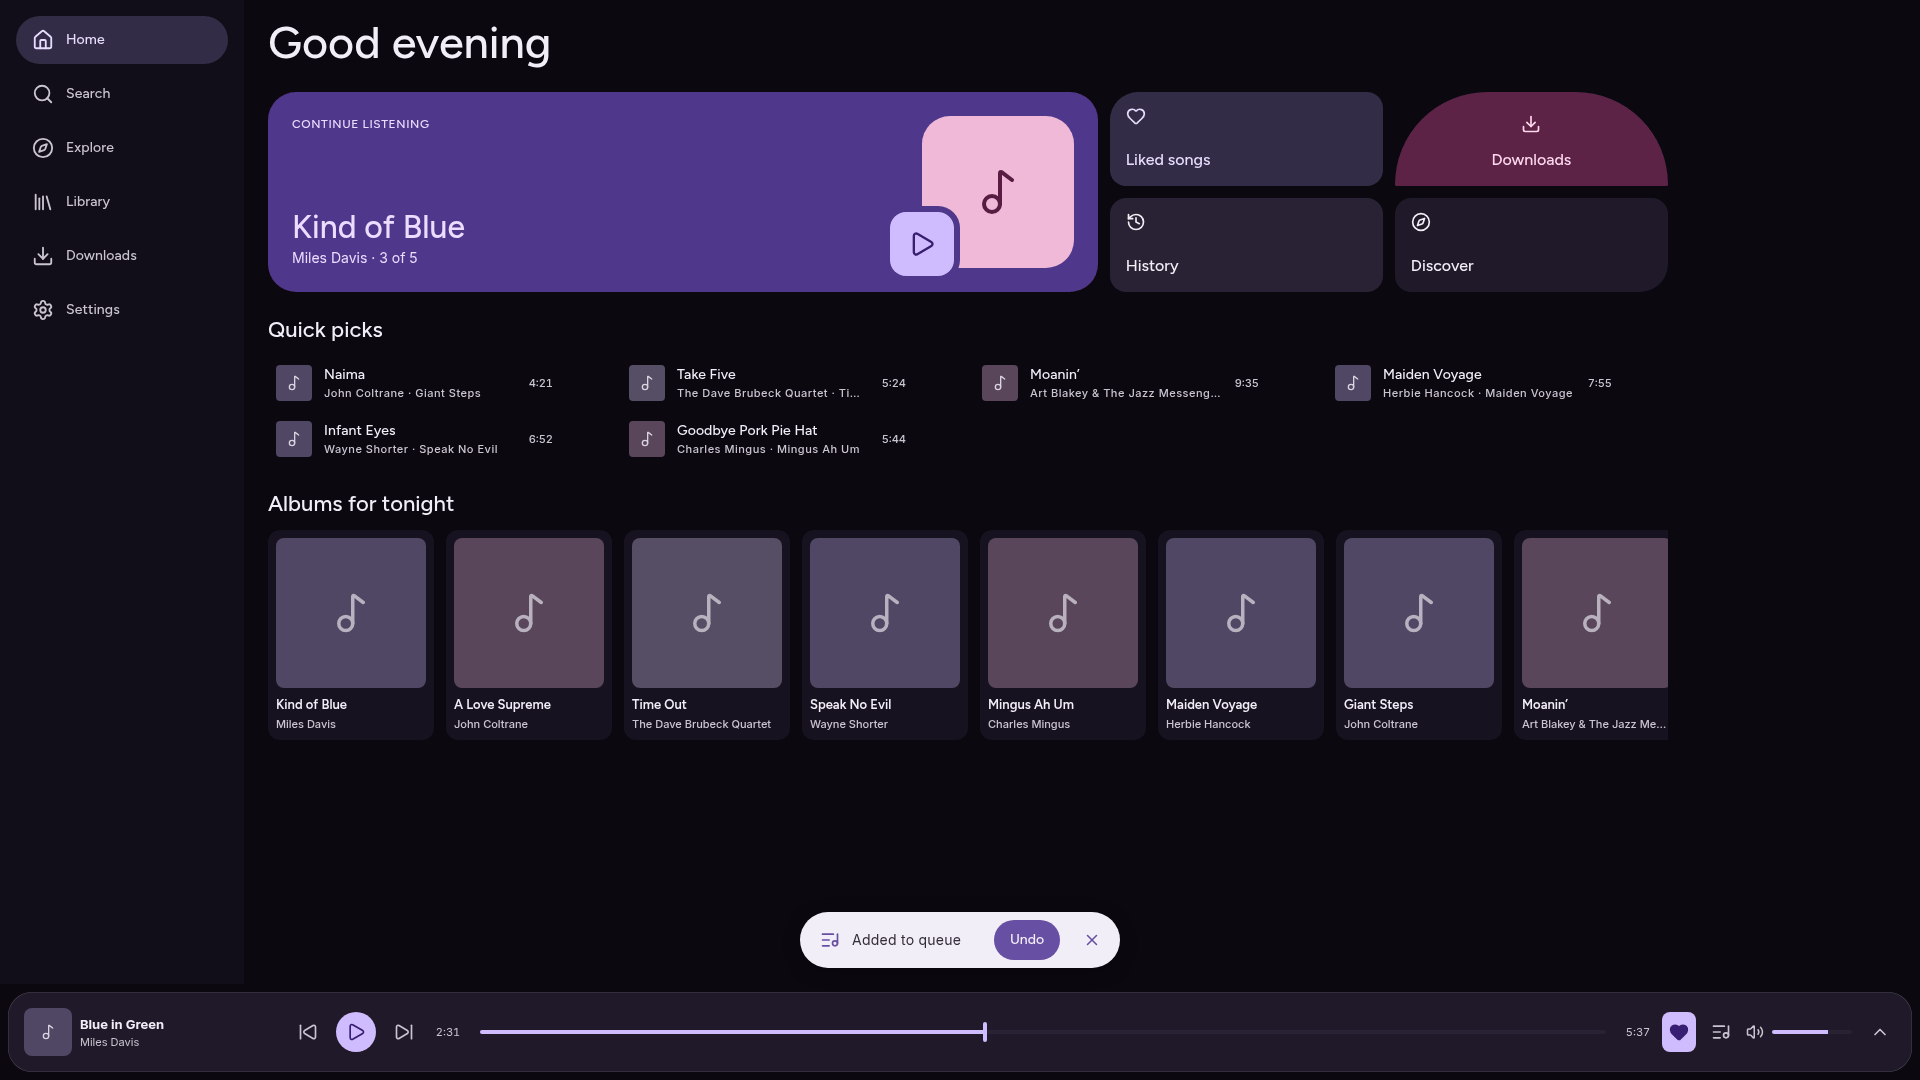 Home
Search
Explore
Library
Downloads
Settings
Good evening
CONTINUE LISTENING
Kind of Blue
Miles Davis · 3 of 5
Liked songs
Downloads
History
Discover
Quick picks
Naima
John Coltrane · Giant Steps
4:21
Take Five
The Dave Brubeck Quartet · Ti...
5:24
Moanin’
Art Blakey & The Jazz Messeng...
9:35
Maiden Voyage
Herbie Hancock · Maiden Voyage
7:55
Infant Eyes
Wayne Shorter · Speak No Evil
6:52
Goodbye Pork Pie Hat
Charles Mingus · Mingus Ah Um
5:44
Albums for tonight
Kind of Blue
Miles Davis
A Love Supreme
John Coltrane
Time Out
The Dave Brubeck Quartet
Speak No Evil
Wayne Shorter
Mingus Ah Um
Charles Mingus
Maiden Voyage
Herbie Hancock
Giant Steps
John Coltrane
Moanin’
Art Blakey & The Jazz Me...
Added to queue
Undo
Blue in Green
Miles Davis
2:31
5:37